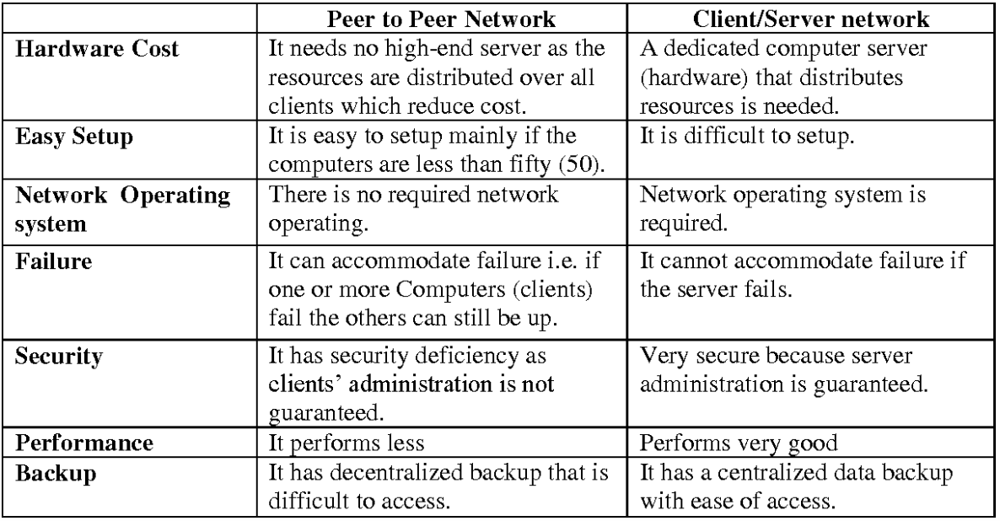 Peer to Peer Network Client/Server network
Hardware Cost It needs no high-end server as the A dedicated computer server
resources are distributed over all (hardware) that distributes
clients which reduce cost. resources is needed.
Easy Setup It is easy to setup mainly if the It is difficult to setup.
computers are less than fifty (50).
Network Operating There is no required network Network operating system is
system operating. required.
Failure It can accommodate failure i.e. if It cannot accommodate failure if
one or more Computers (clients) the server fails.
fail the others can still be up.
Security It has security deficiency as Very secure because server
clients’ administration is not administration is guaranteed.
guaranteed.
Performance It performs less Performs very good
Backup It has decentralized backup that is It has a centralized data backup
difficult to access. with ease of access.